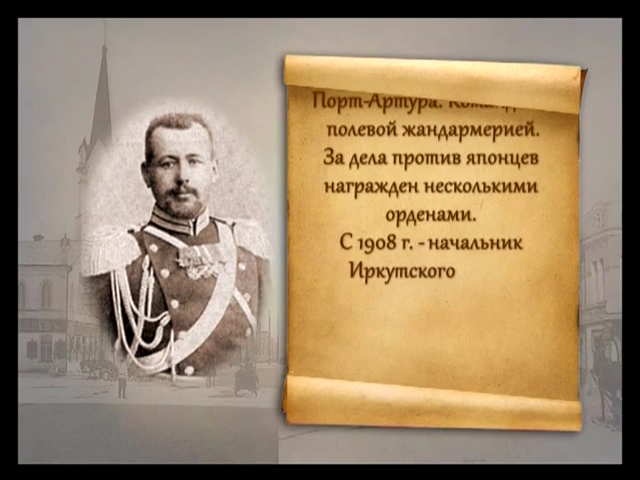 Порт-Артура.
полевой жандармерией.
За дела против японцев
награжден несколькими
орденами.
С 1908 г. - начальник
Иркутского